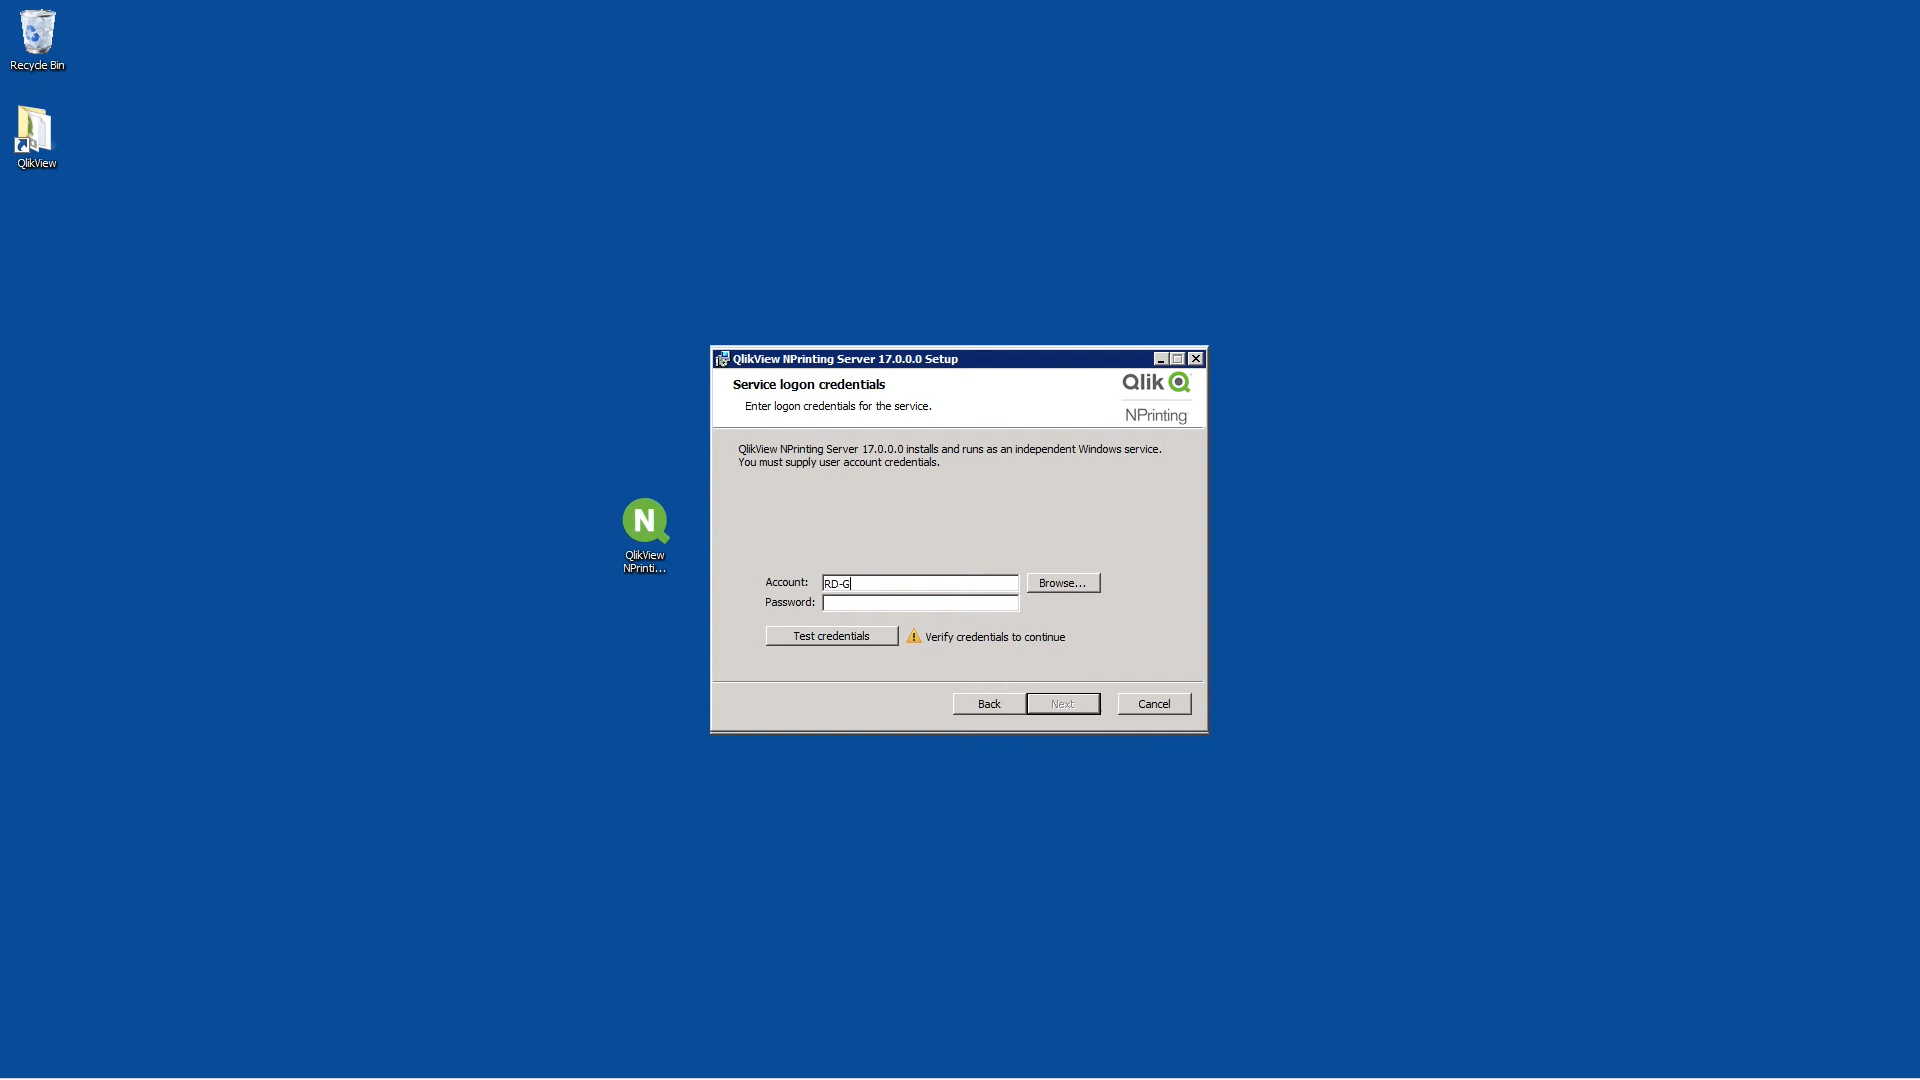 Recycle Bin
QlikView
QlikView NPrinting Server 17.0.0.0 Setup
Service logon credentials
Enter logon credentials for the service.
Qlik
NPrinting
QlikView NPrinting Server 17.0.0.0 installs and runs as an independent Windows service.
You must supply user account credentials.
N
QlikView
NPrinti...
Account: RD-G Browse...
Password:
Test credentials Verify credentials to continue
Back Next Cancel